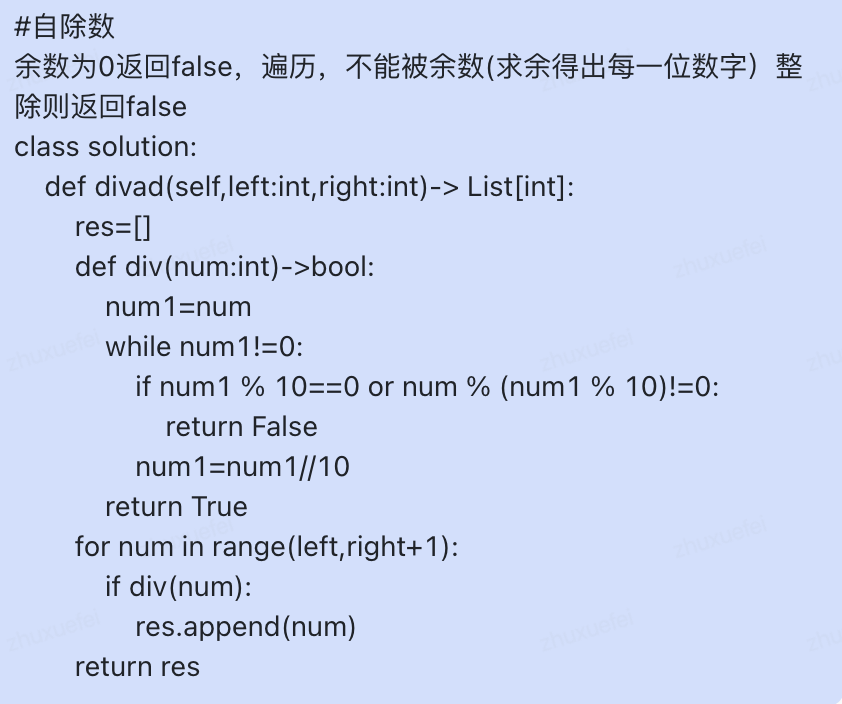 #自除数
余数为0返回false，遍历，不能被余数(求余得出每一位数字）整
除则返回false
class solution:
    def divad(self,left:int,right:int)-> List[int]:
        res=[]
        def div(num:int)->bool:
            num1=num
            while num1!=0:
                if num1 % 10==0 or num % (num1 % 10)!=0:
                    return False
                num1=num1//10
            return True
        for num in range(left,right+1):
            if div(num):
                res.append(num)
        return res
zhuxuefei